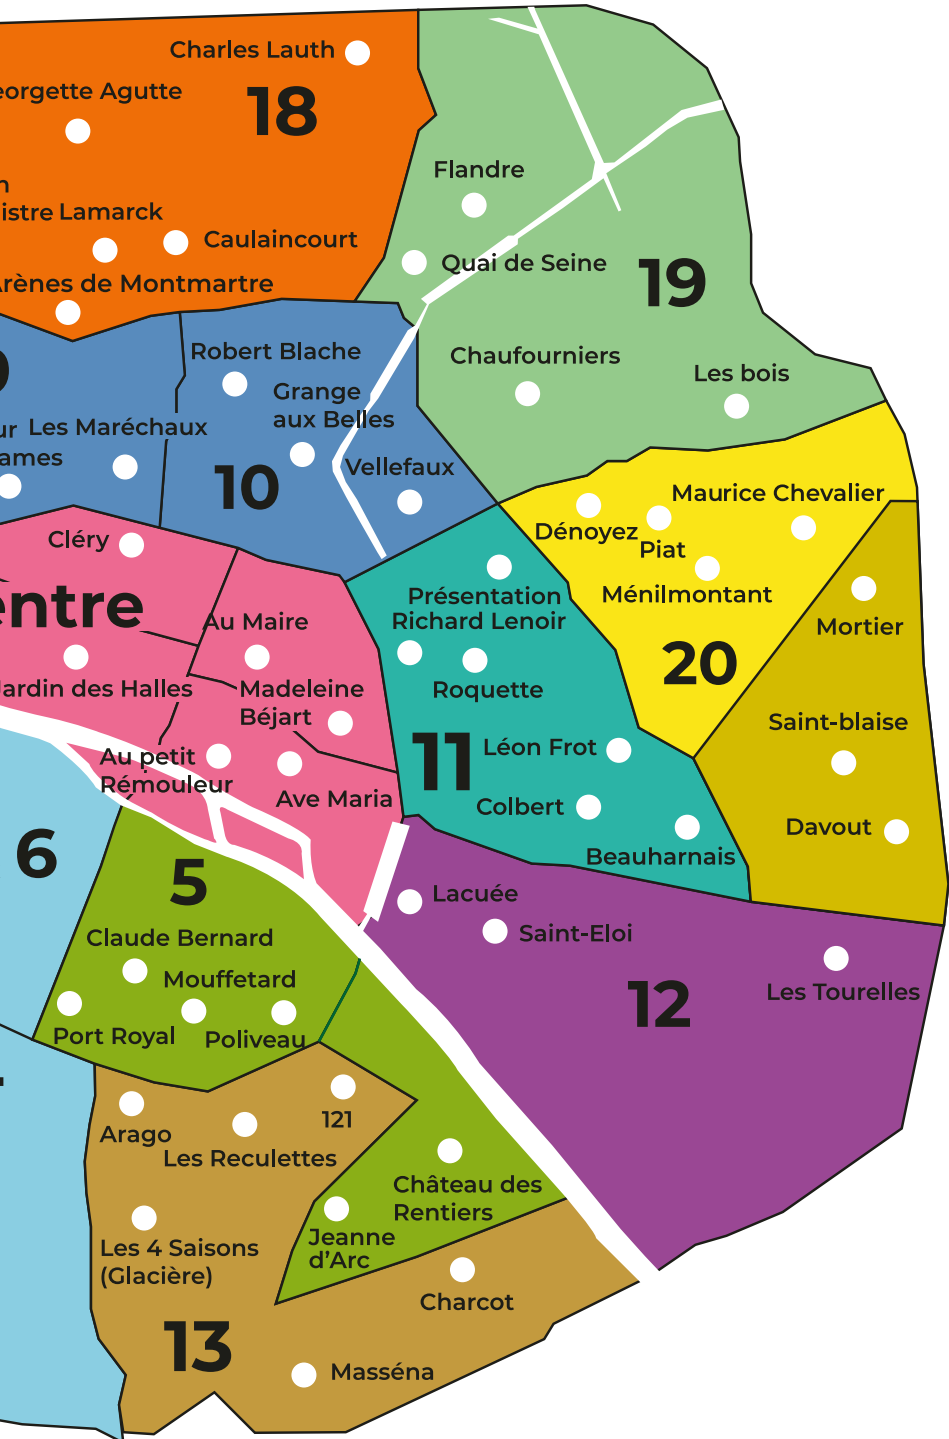 Charles Lauth
eorgette Agutte
18
Flandre
n
istre Lamarck
Caulaincourt
Quai de Seine
19
Arènes de Montmartre
Robert Blache
Chaufourniers
Les bois
Grange
aux Belles
ur Les Maréchaux
ames
10
Vellefaux
Maurice Chevalier
Dénoyez
Piat
Cléry
Ménilmontant
entre
Présentation
Richard Lenoir
Au Maire
Mortier
20
Jardin des Halles
Madeleine
Béjart
Roquette
Saint-blaise
11
Léon Frot
Au petit
Rémouleur
Ave Maria
Colbert
Davout
Beauharnais
6
5
Lacuée
Saint-Eloi
Claude Bernard
Mouffetard
Les Tourelles
12
Port Royal
Poliveau
121
Arago
Les Reculettes
Château des
Rentiers
Jeanne
d’Arc
Les 4 Saisons
(Glacière)
Charcot
13
Masséna